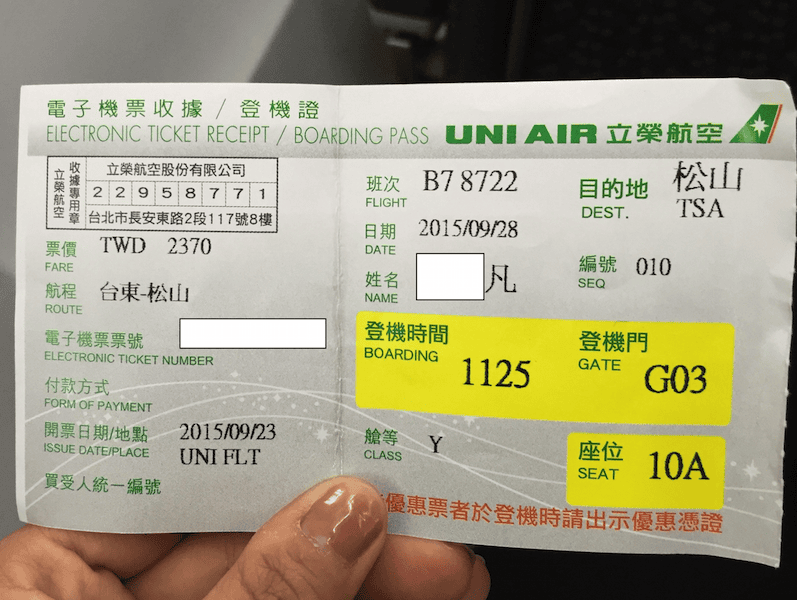 電子機票收據 / 登機證
ELECTRONIC TICKET RECEIPT / BOARDING PASS UNI AIR 立榮航空
立榮航空
收據專用章
立榮航空股份有限公司
22958771
台北市長安東路2段117號8樓
票價 TWD 2370
FARE
航程 台東-松山
ROUTE
電子機票票號
ELECTRONIC TICKET NUMBER
付款方式
FORM OF PAYMENT
開票日期/地點 2015/09/23
ISSUE DATE/PLACE UNI FLT
買受人統一編號
班次 B7 8722
FLIGHT
目的地 松山
DEST. TSA
日期 2015/09/28
DATE
編號 010
SEQ
姓名 凡
NAME
登機時間
BOARDING 1125
登機門
GATE G03
艙等 Y
CLASS
座位
SEAT 10A
優惠票者於登機時請出示優惠憑證